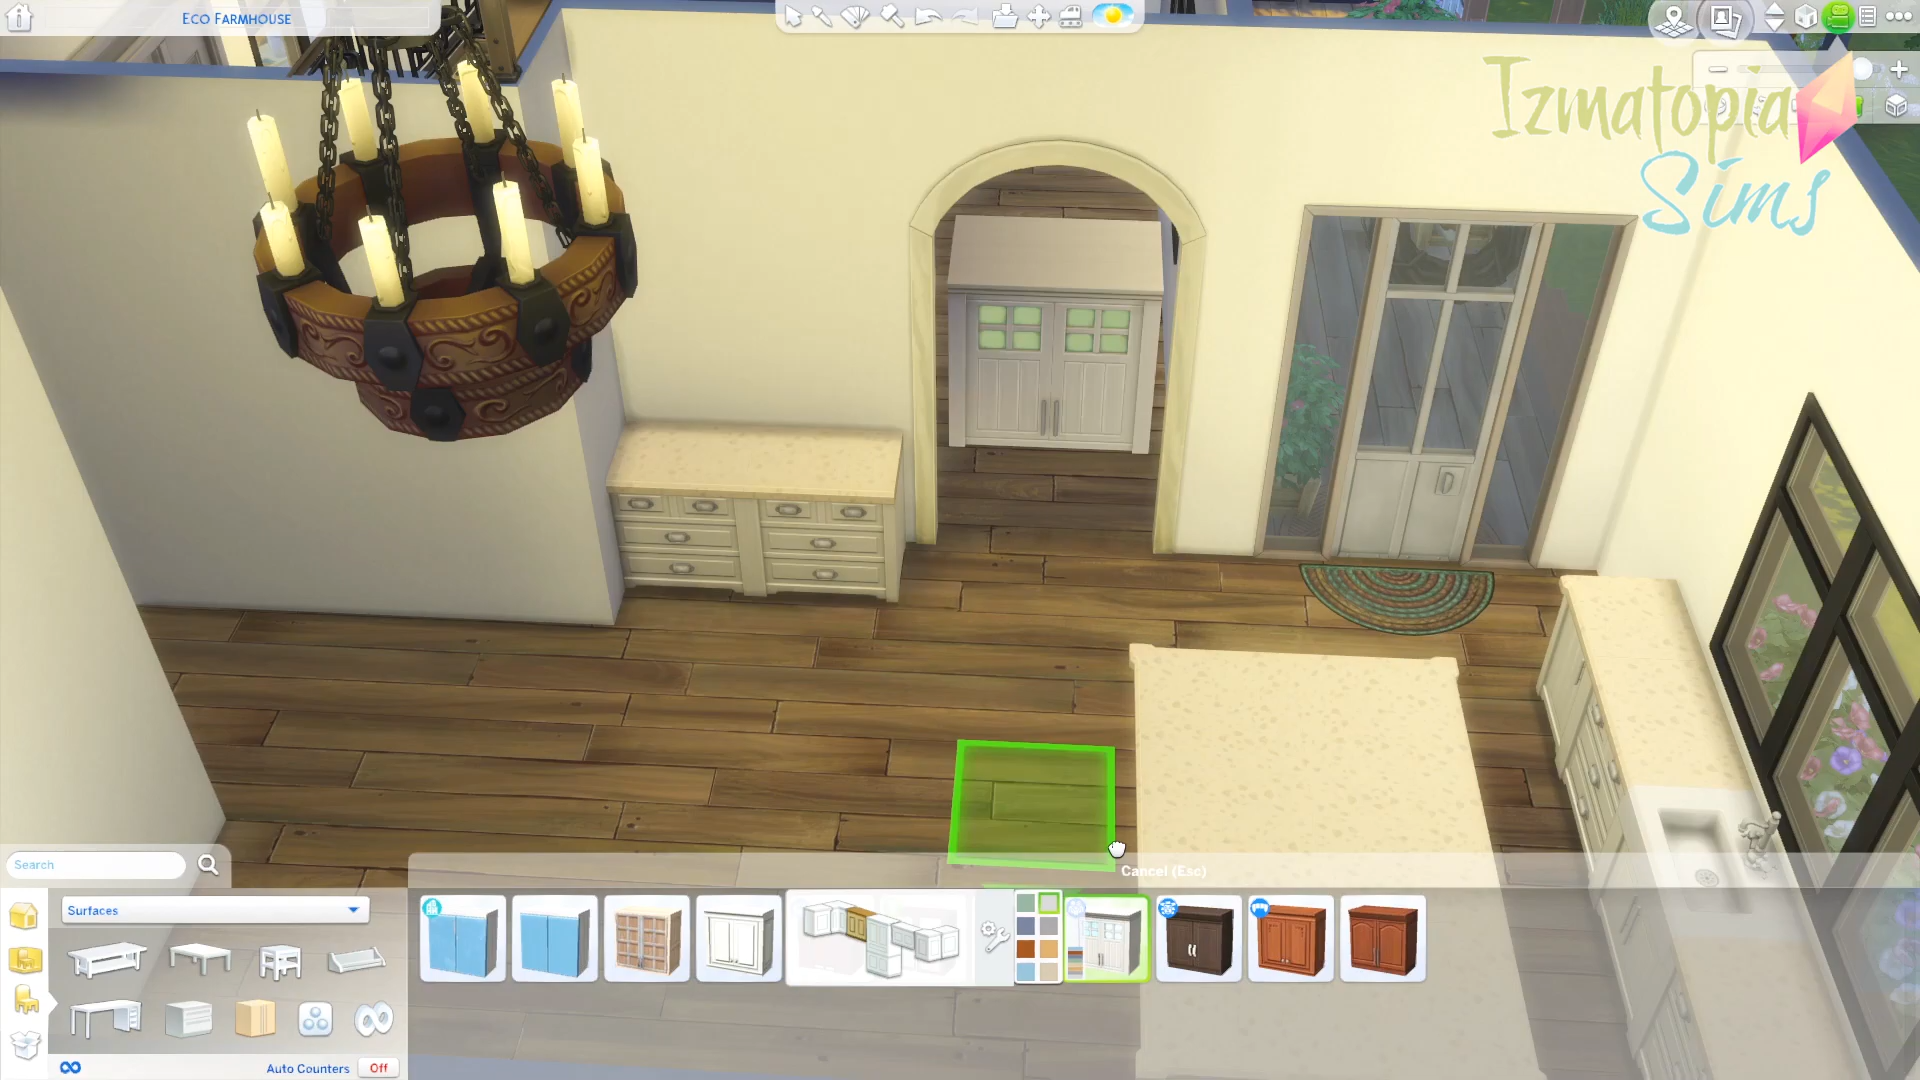 Eco Farmhouse
Izmatopia
Sims
Search
Cancel (Esc)
Surfaces
Auto Counters
Off